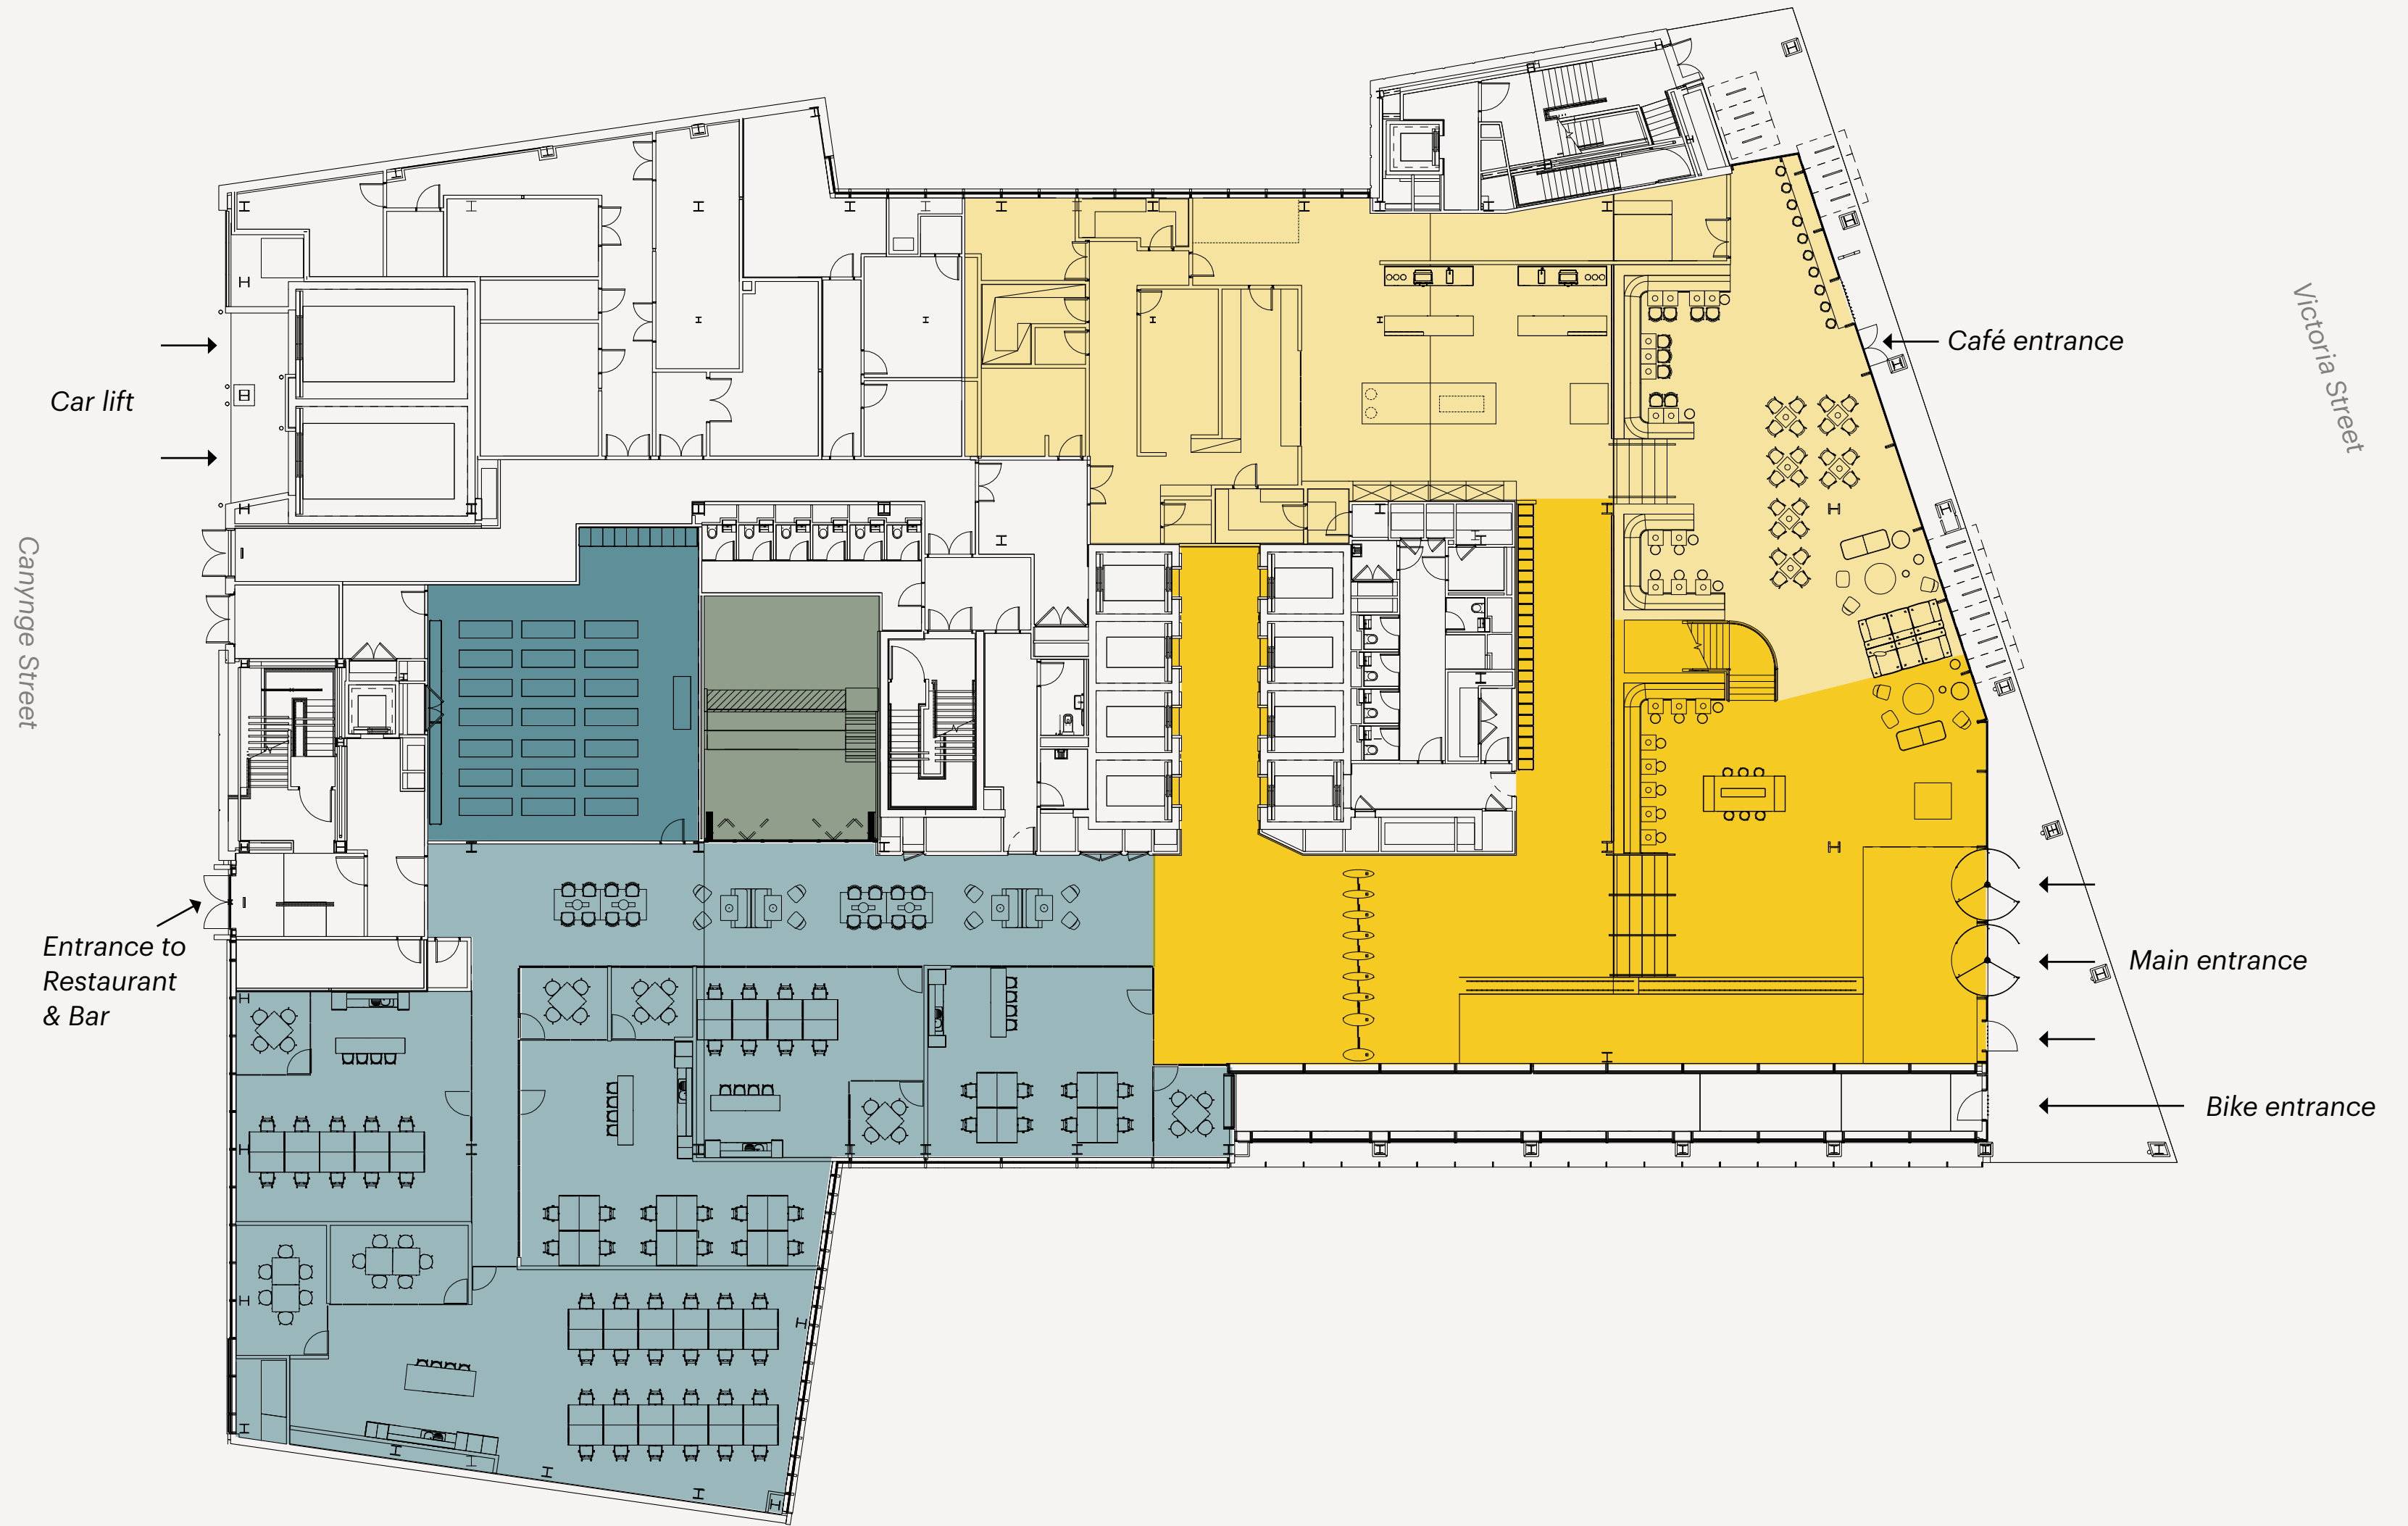 Victoria Street
Café entrance
Car lift
Canynge Street
Entrance to
Restaurant
& Bar
Main entrance
Bike entrance